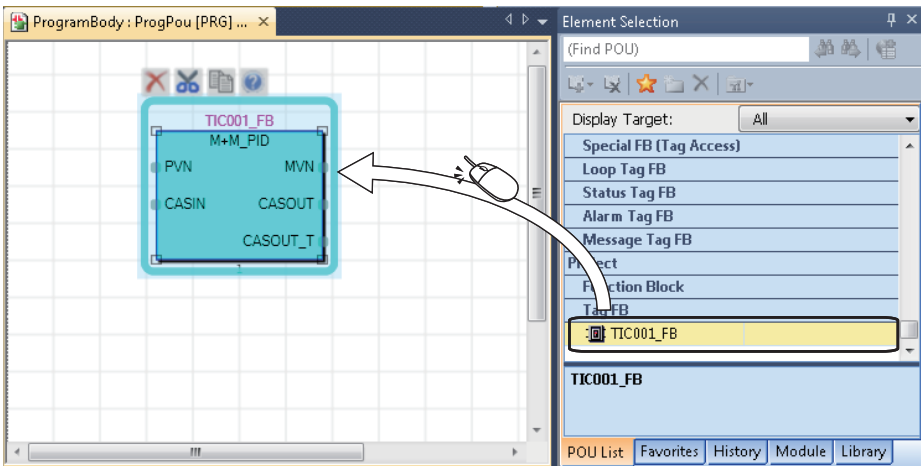 ProgramBody : ProgPou [PRG] ...
TIC001_FB
M+M_PID
PVN MVN
CASIN CASOUT
CASOUT_T
1
Element Selection
(Find POU)
Display Target: All
Special FB (Tag Access)
Loop Tag FB
Status Tag FB
Alarm Tag FB
Message Tag FB
Function Block
Tag FB
TIC001_FB
TIC001_FB
POU List Favorites History Module Library